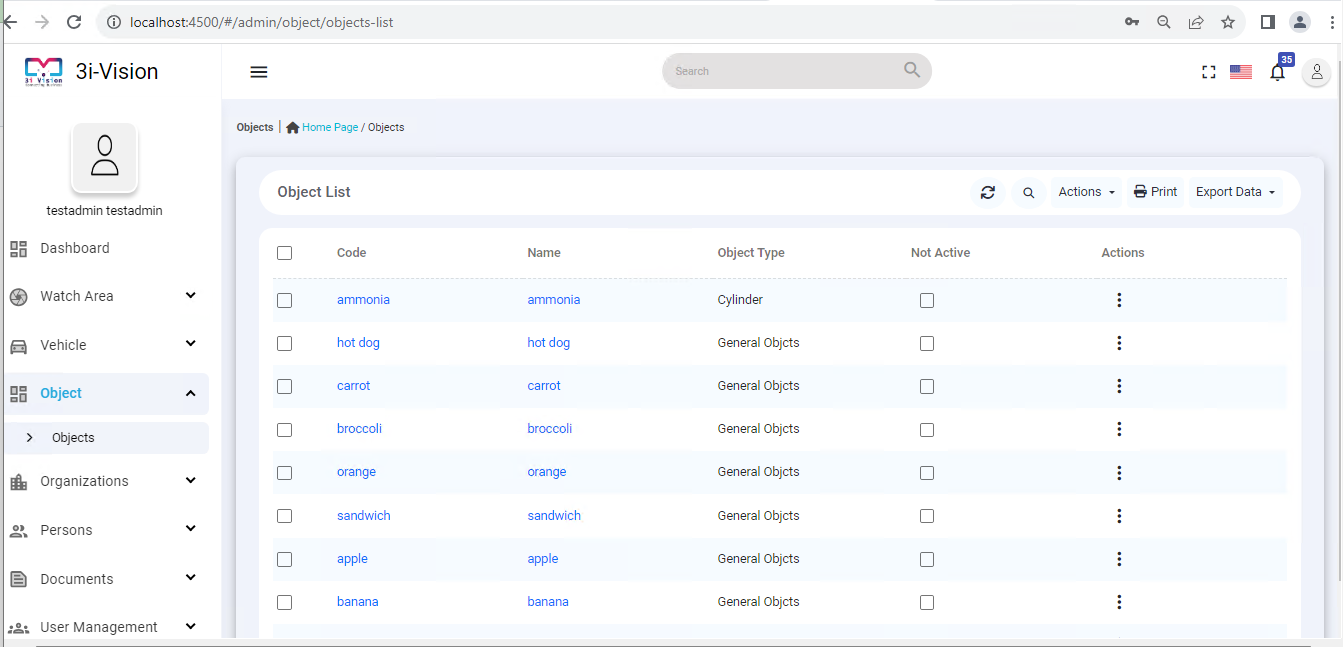 localhost:4500/#/admin/object/objects-list
3i-Vision
Search
35
Objects | Home Page / Objects
testadmin testadmin
Dashboard
Watch Area
Vehicle
Object
Objects
Organizations
Persons
Documents
User Management
Object List
Actions
Print
Export Data
Code Name Object Type Not Active Actions
ammonia ammonia Cylinder
hot dog hot dog General Objcts
carrot carrot General Objcts
broccoli broccoli General Objcts
orange orange General Objcts
sandwich sandwich General Objcts
apple apple General Objcts
banana banana General Objcts